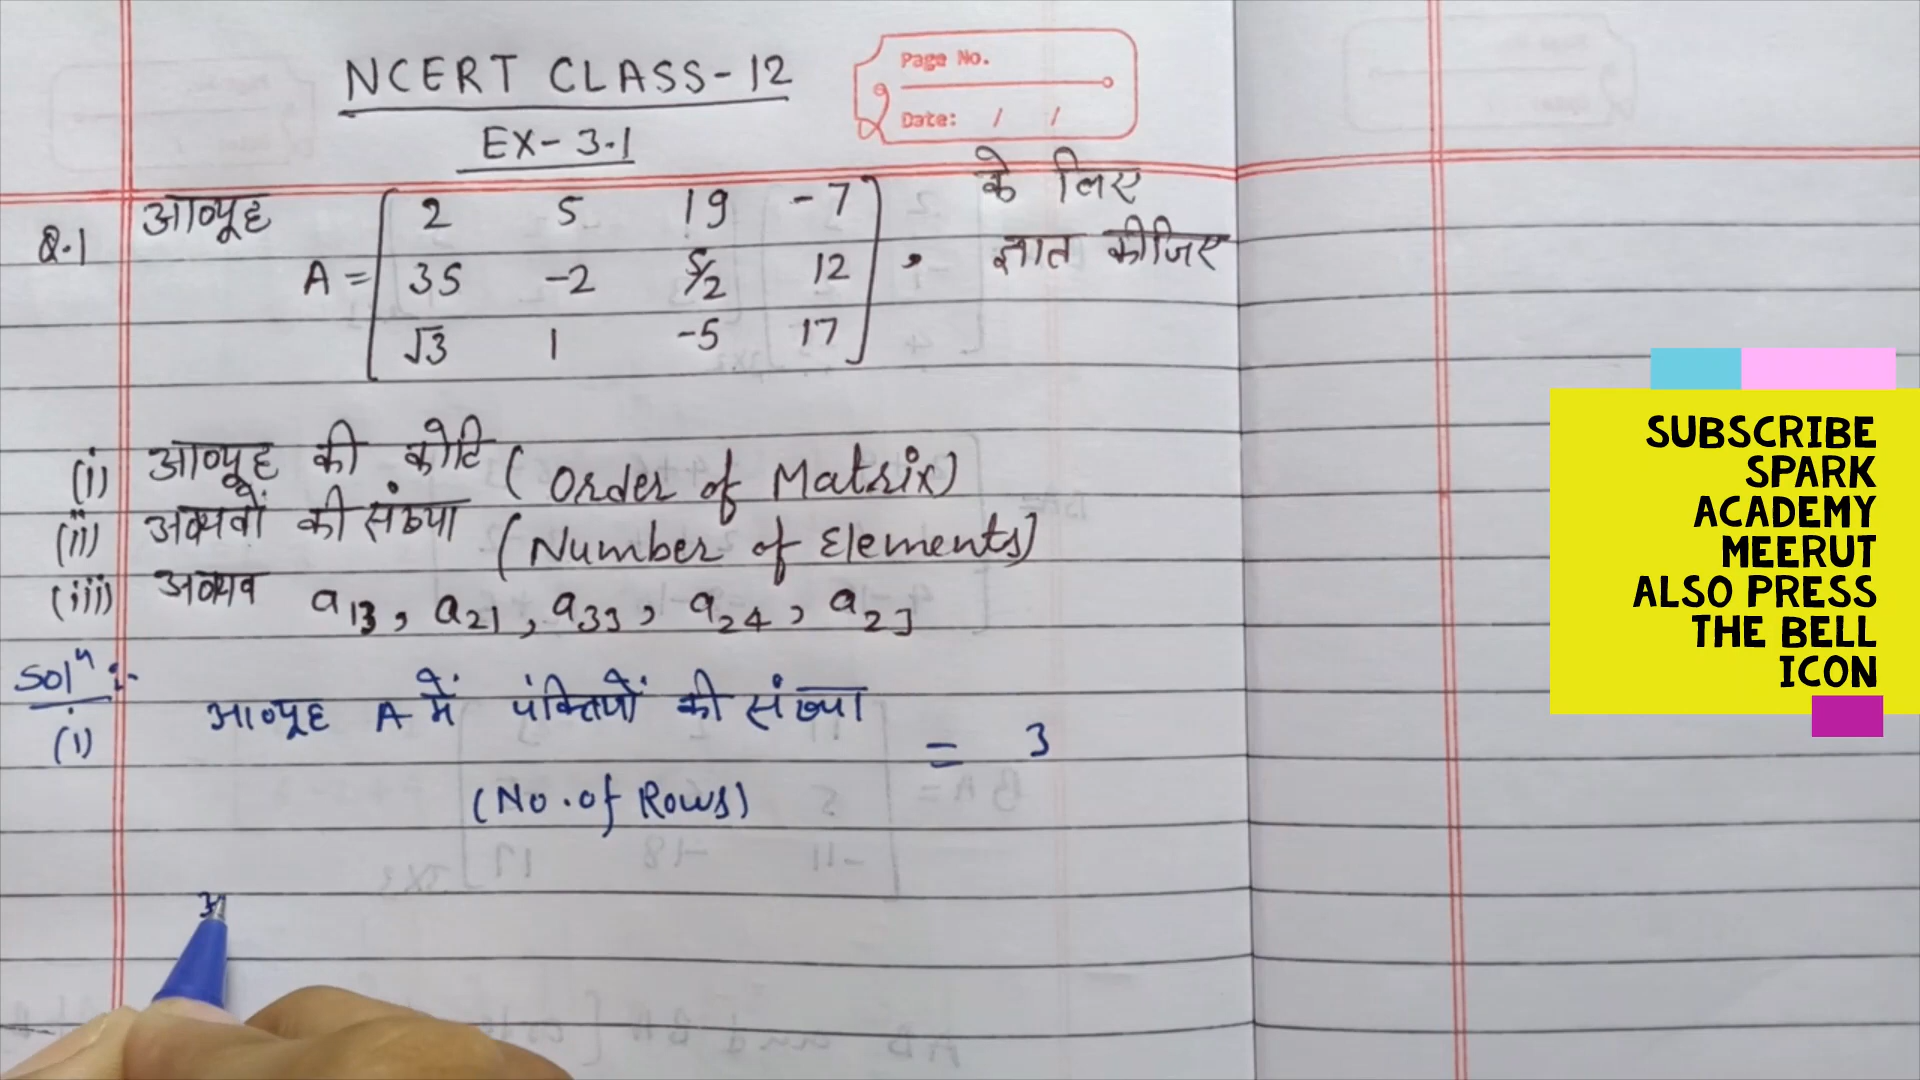 NCERT CLASS-12
EX-3.1
Page No.
Date: / /
Q.1 आव्यूह
A = [ 2 5 19 -7
35 -2 5/2 12
√3 1 -5 17 ] ,
के लिए
ज्ञात कीजिए
(i) आव्यूह की कोटि (Order of Matrix)
(ii) अवयवों की संख्या (Number of Elements)
(iii) अवयव a13, a21, a33, a24, a23
Solⁿ :-
(i) आव्यूह A में पंक्तियों की संख्या = 3
(No. of Rows)
SUBSCRIBE
SPARK
ACADEMY
MEERUT
ALSO PRESS
THE BELL
ICON